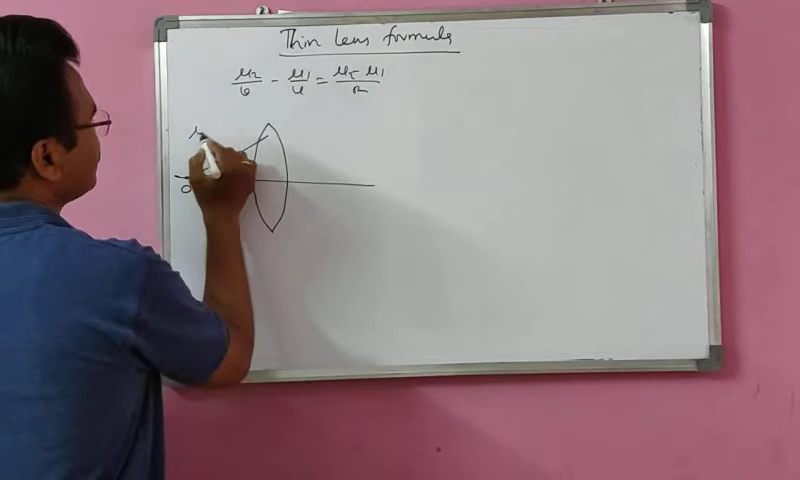 Thin Lens formula
μ2/v - μ1/u = μ2-μ1/R
μ
O